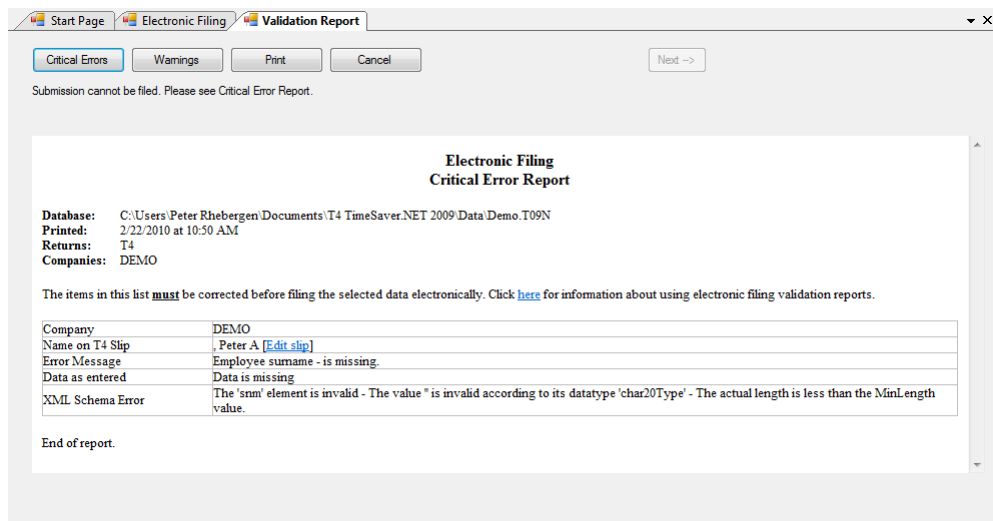 Start Page Electronic Filing Validation Report
Critical Errors Warnings Print Cancel Next -->
Submission cannot be filed. Please see Critical Error Report.
Electronic Filing
Critical Error Report
Database: C:\Users\Peter Rhebergen\Documents\T4 TimeSaver.NET 2009\Data\Demo.T09N
Printed: 2/22/2010 at 10:50 AM
Returns: T4
Companies: DEMO
The items in this list must be corrected before filing the selected data electronically. Click here for information about using electronic filing validation reports.
Company DEMO
Name on T4 Slip , Peter A [Edit slip]
Error Message Employee surname - is missing.
Data as entered Data is missing
XML Schema Error The 'snm' element is invalid - The value '' is invalid according to its datatype 'char20Type' - The actual length is less than the MinLength
value.
End of report.